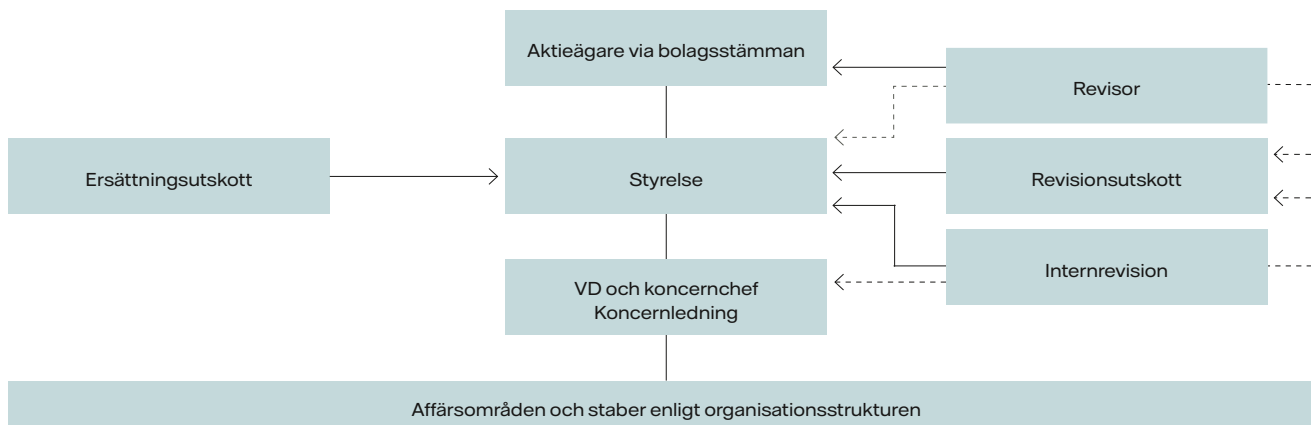 Aktieägare via bolagsstämman
Revisor
Ersättningsutskott
Styrelse
Revisionsutskott
Internrevision
VD och koncernchef
Koncernledning
Affärsområden och staber enligt organisationsstrukturen